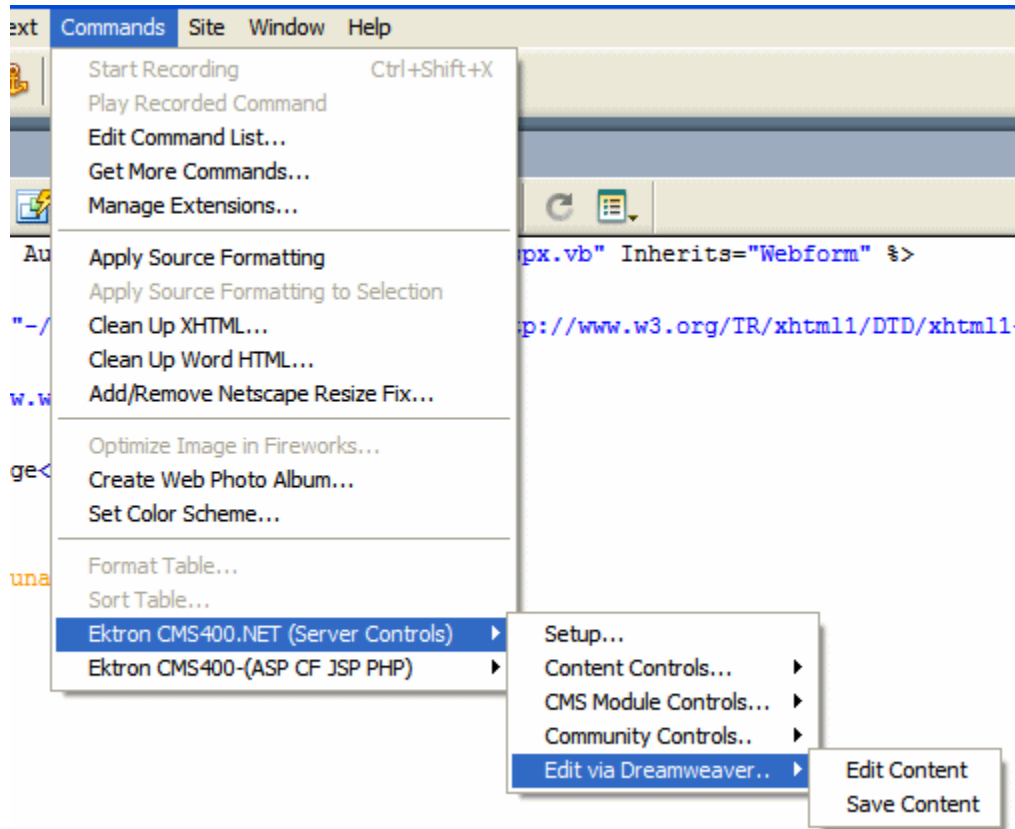 ext Commands Site Window Help
Start Recording Ctrl+Shift+X
Play Recorded Command
Edit Command List...
Get More Commands...
Manage Extensions...
Au px.vb" Inherits="Webform" %>
Apply Source Formatting
Apply Source Formatting to Selection
"-/ p://www.w3.org/TR/xhtml1/DTD/xhtml1-
Clean Up XHTML...
Clean Up Word HTML...
w.w Add/Remove Netscape Resize Fix...
Optimize Image in Fireworks...
ge< Create Web Photo Album...
Set Color Scheme...
Format Table...
una
Sort Table...
Ektron CMS400.NET (Server Controls) Setup...
Ektron CMS400-(ASP CF JSP PHP) Content Controls...
CMS Module Controls...
Community Controls..
Edit via Dreamweaver.. Edit Content
Save Content